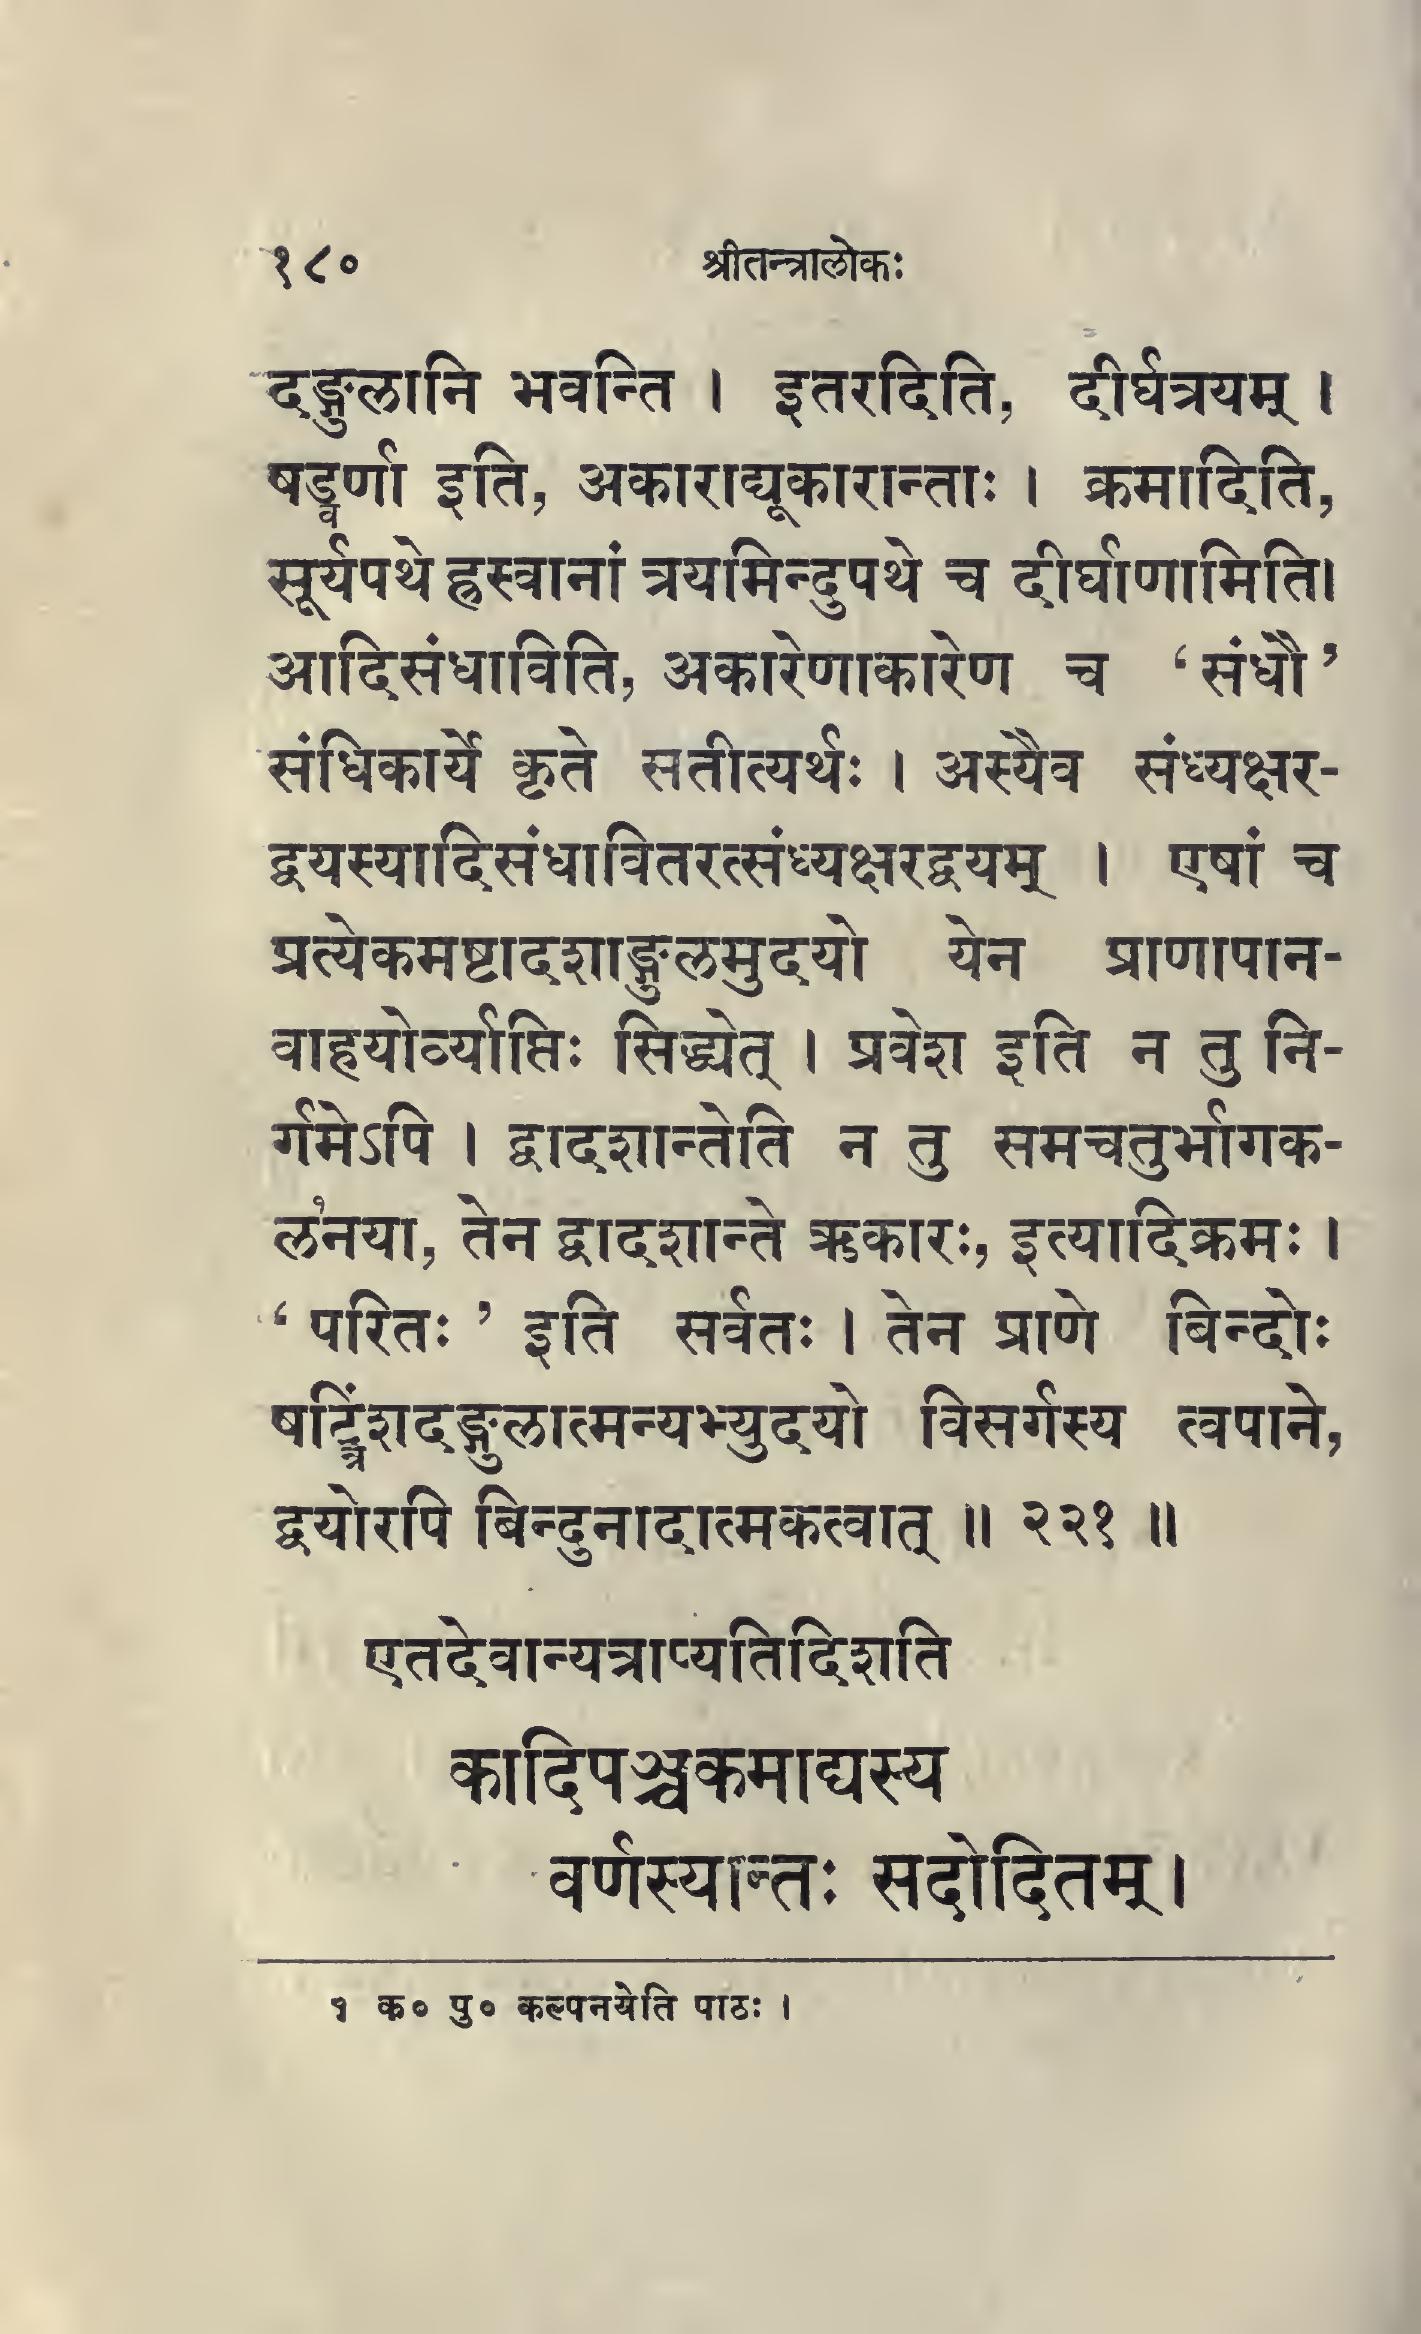 १८० श्रीतन्त्रालोकः
दङ्गुलानि भवन्ति । इतरदिति, दीर्घत्रयम् ।
षड्वर्णा इति, अकाराद्यूकारान्ताः । क्रमादिति,
सूर्यपथे ह्रस्वानां त्रयमिन्दुपथे च दीर्घाणामिति।
आदिसंधाविति, अकारेणाकारेण च ‘संधौ’
संधिकार्ये कृते सतीत्यर्थः । अस्यैव संध्यक्षर-
द्वयस्यादिसंधावितरत्संध्यक्षरद्वयम् । एषां च
प्रत्येकमष्टादशाङ्गुलमुदयो येन प्राणापान-
वाहयोर्व्याप्तिः सिद्ध्येत् । प्रवेश इति न तु नि-
र्गमेऽपि । द्वादशान्तेति न तु समचतुर्भागक-
ल१नया, तेन द्वादशान्ते ऋकारः, इत्यादिक्रमः ।
‘परितः’ इति सर्वतः । तेन प्राणे बिन्दोः
षट्त्रिंशदङ्गुलात्मन्यभ्युदयो विसर्गस्य त्वपाने,
द्वयोरपि बिन्दुनादात्मकत्वात् ॥ २२१ ॥
एतदेवान्यत्राप्यतिदिशति
कादिपञ्चकमाद्यस्य
वर्णस्यान्तः सदोदितम् ।
१ क० पु० कल्पनयेति पाठः ।